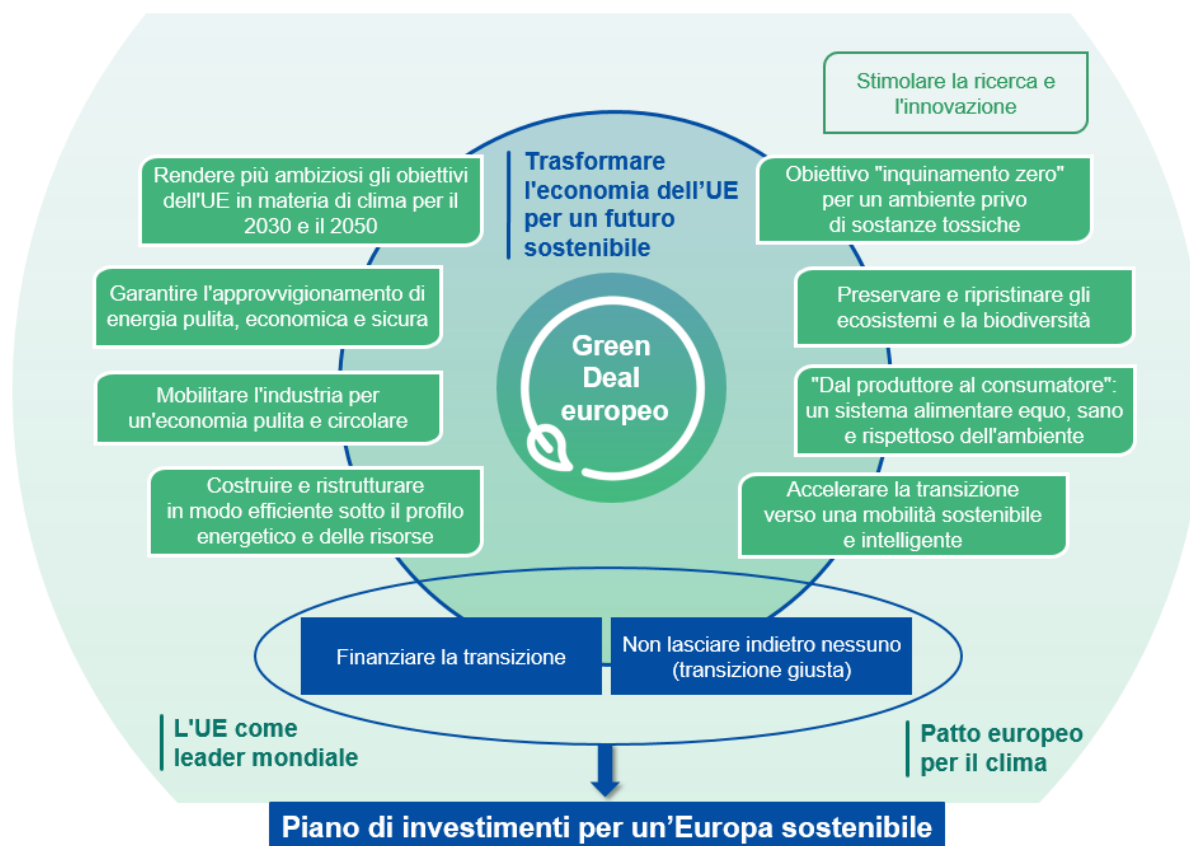 Stimolare la ricerca e
l'innovazione
Trasformare
l'economia dell’UE
per un futuro
sostenibile
Rendere più ambiziosi gli obiettivi
dell'UE in materia di clima per il
2030 e il 2050
Garantire l'approvvigionamento di
energia pulita, economica e sicura
Mobilitare l'industria per
un'economia pulita e circolare
Costruire e ristrutturare
in modo efficiente sotto il profilo
energetico e delle risorse
Green
Deal
europeo
Obiettivo "inquinamento zero"
per un ambiente privo
di sostanze tossiche
Preservare e ripristinare gli
ecosistemi e la biodiversità
"Dal produttore al consumatore":
un sistema alimentare equo, sano
e rispettoso dell'ambiente
Accelerare la transizione
verso una mobilità sostenibile
e intelligente
Finanziare la transizione
Non lasciare indietro nessuno
(transizione giusta)
L'UE come
leader mondiale
Patto europeo
per il clima
Piano di investimenti per un’Europa sostenibile